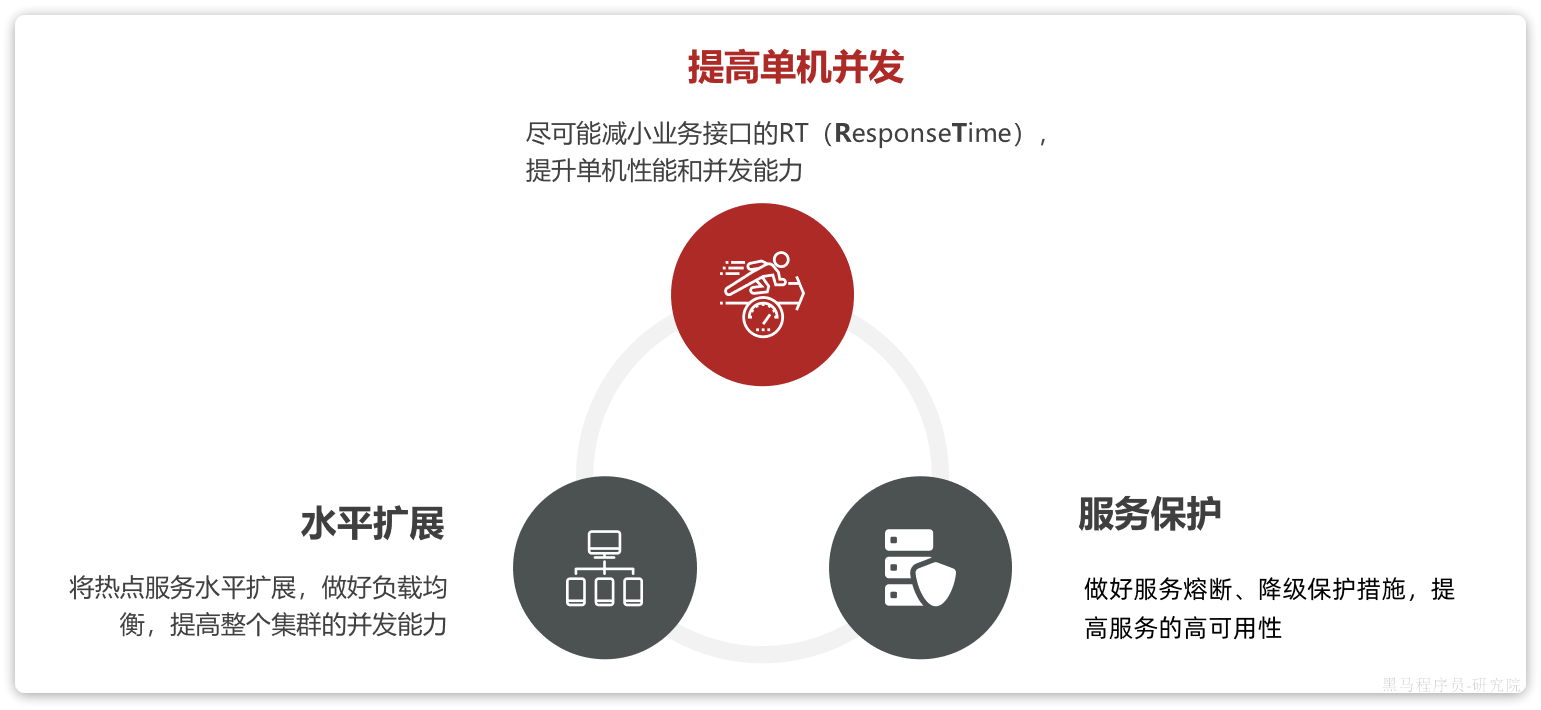 提高单机并发
尽可能减小业务接口的RT（ResponseTime），
提升单机性能和并发能力
水平扩展
将热点服务水平扩展，做好负载均
衡，提高整个集群的并发能力
服务保护
做好服务熔断、降级保护措施，提
高服务的高可用性
黑马程序员-研究院